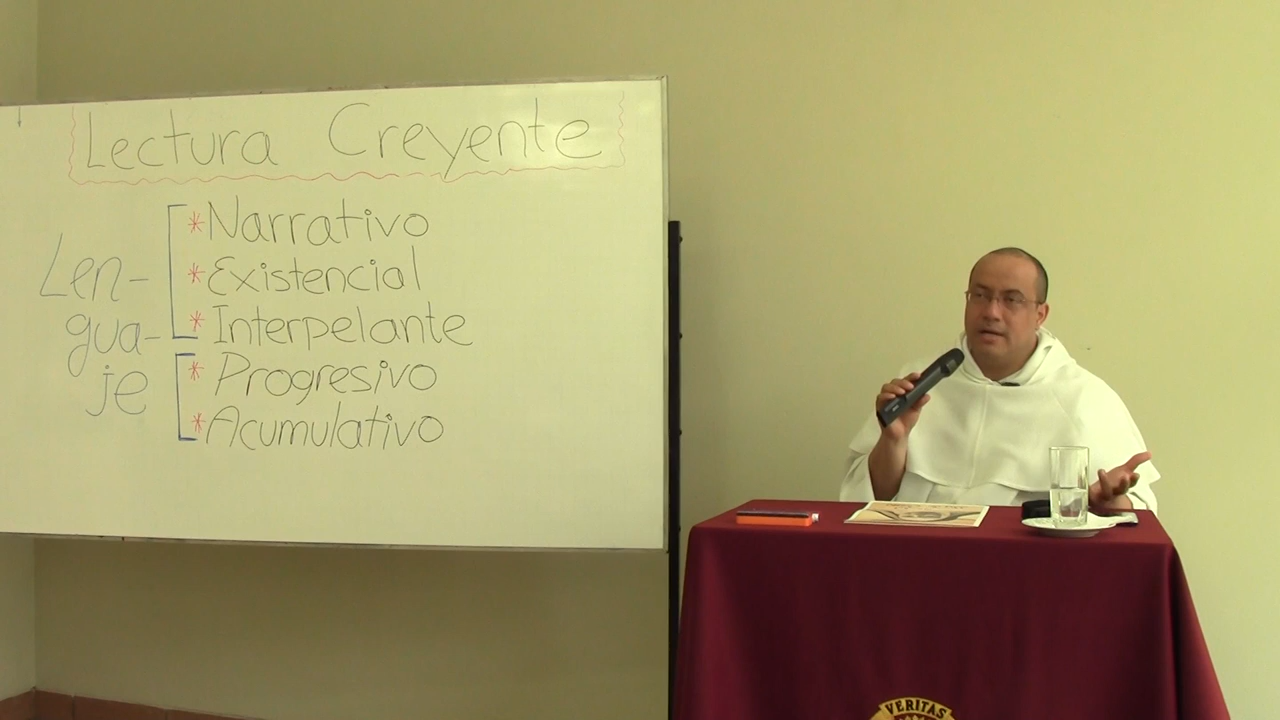 Lectura Creyente
Len-
gua-
je
* Narrativo
* Existencial
* Interpelante
* Progresivo
* Acumulativo
VERITAS